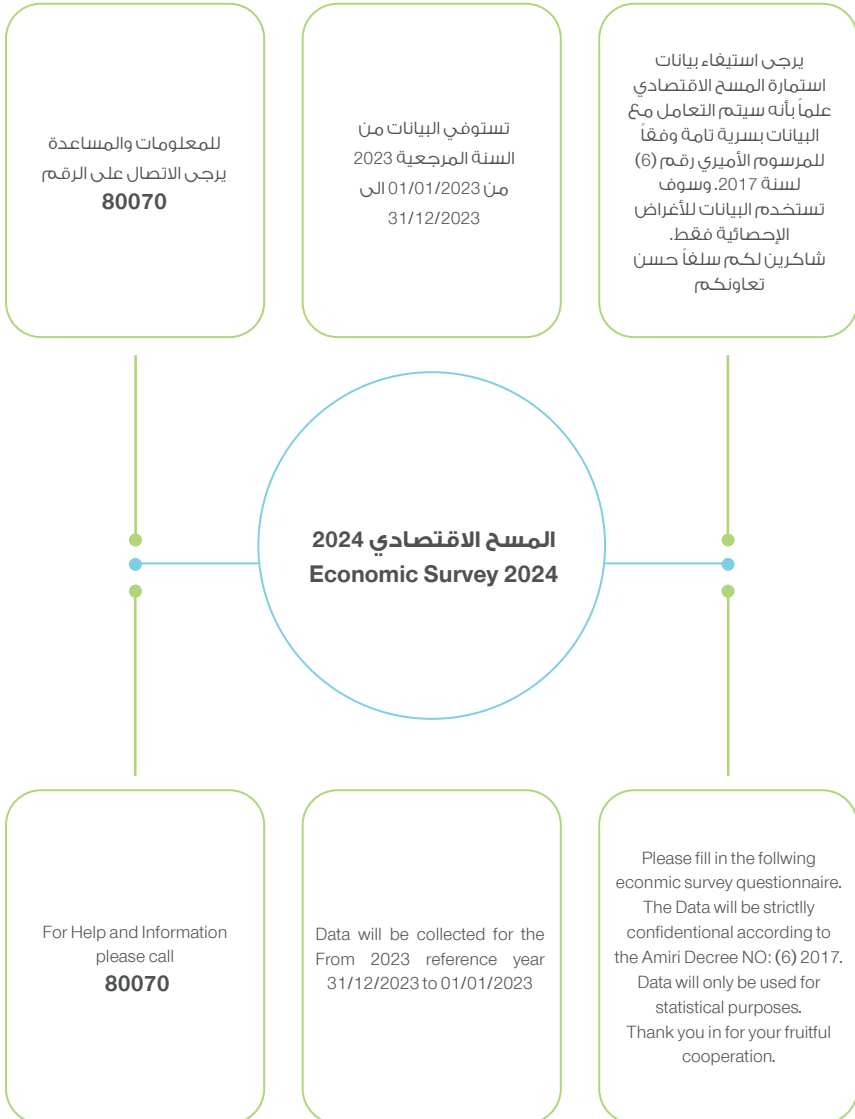 يرجى استيفاء بيانات
استمارة المسح الاقتصادي
علماً بأنه سيتم التعامل مع
البيانات بسرية تامة وفقاً
للمرسوم الأميري رقم (6)
لسنة 2017. وسوف
تستخدم البيانات للأغراض
الإحصائية فقط.
شاكرين لكم سلفاً حسن
تعاونكم
تستوفي البيانات من
السنة المرجعية 2023
من 01/01/2023 الى
31/12/2023
للمعلومات والمساعدة
يرجى الاتصال على الرقم
80070
المسح الاقتصادي 2024
Economic Survey 2024
For Help and Information
please call
80070
Data will be collected for the
From 2023 reference year
31/12/2023 to 01/01/2023
Please fill in the follwing
econmic survey questionnaire.
The Data will be strictlly
confidentional according to
the Amiri Decree NO: (6) 2017.
Data will only be used for
statistical purposes.
Thank you in for your fruitful
cooperation.